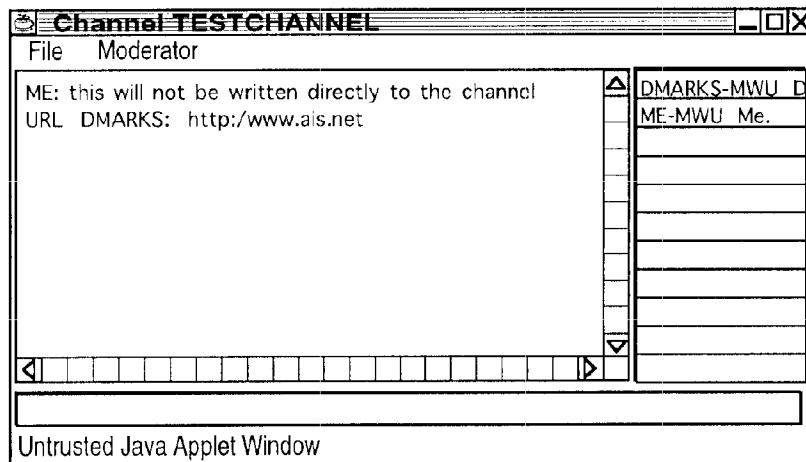 Channel TESTCHANNEL
File Moderator
ME: this will not be written directly to the channel
URL DMARKS: http:/www.ais.net
DMARKS-MWU D
ME-MWU Me.
Untrusted Java Applet Window